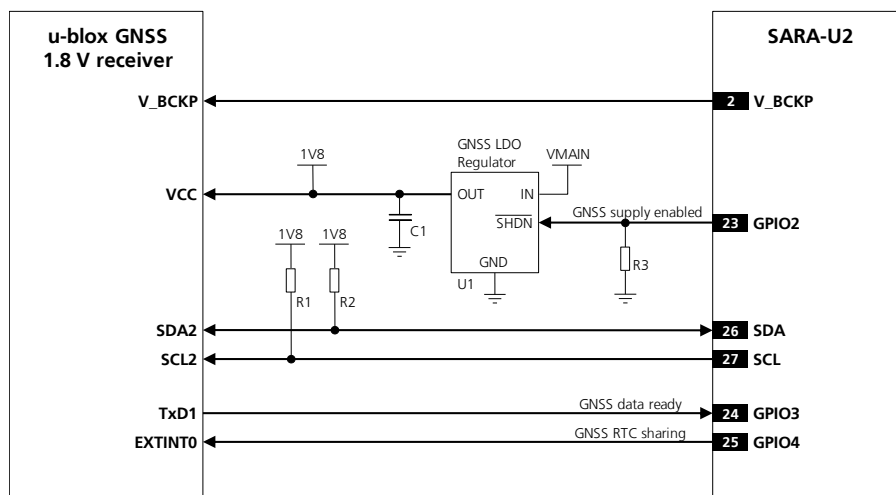 u-blox GNSS
1.8 V receiver
SARA-U2
V_BCKP
2 V_BCKP
GNSS LDO
Regulator
VMAIN
1V8
VCC
OUT
IN
GNSS supply enabled
23 GPIO2
SHDN
C1
1V8
1V8
GND
R3
U1
R1
R2
SDA2
26 SDA
SCL2
27 SCL
TxD1
GNSS data ready
24 GPIO3
EXTINT0
GNSS RTC sharing
25 GPIO4